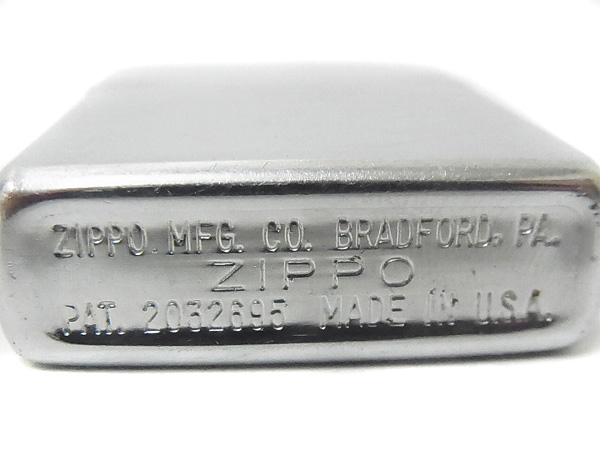 ZIPPO MFG. CO. BRADFORD. PA.
ZIPPO
PAT. 2032695 MADE IN U.S.A.